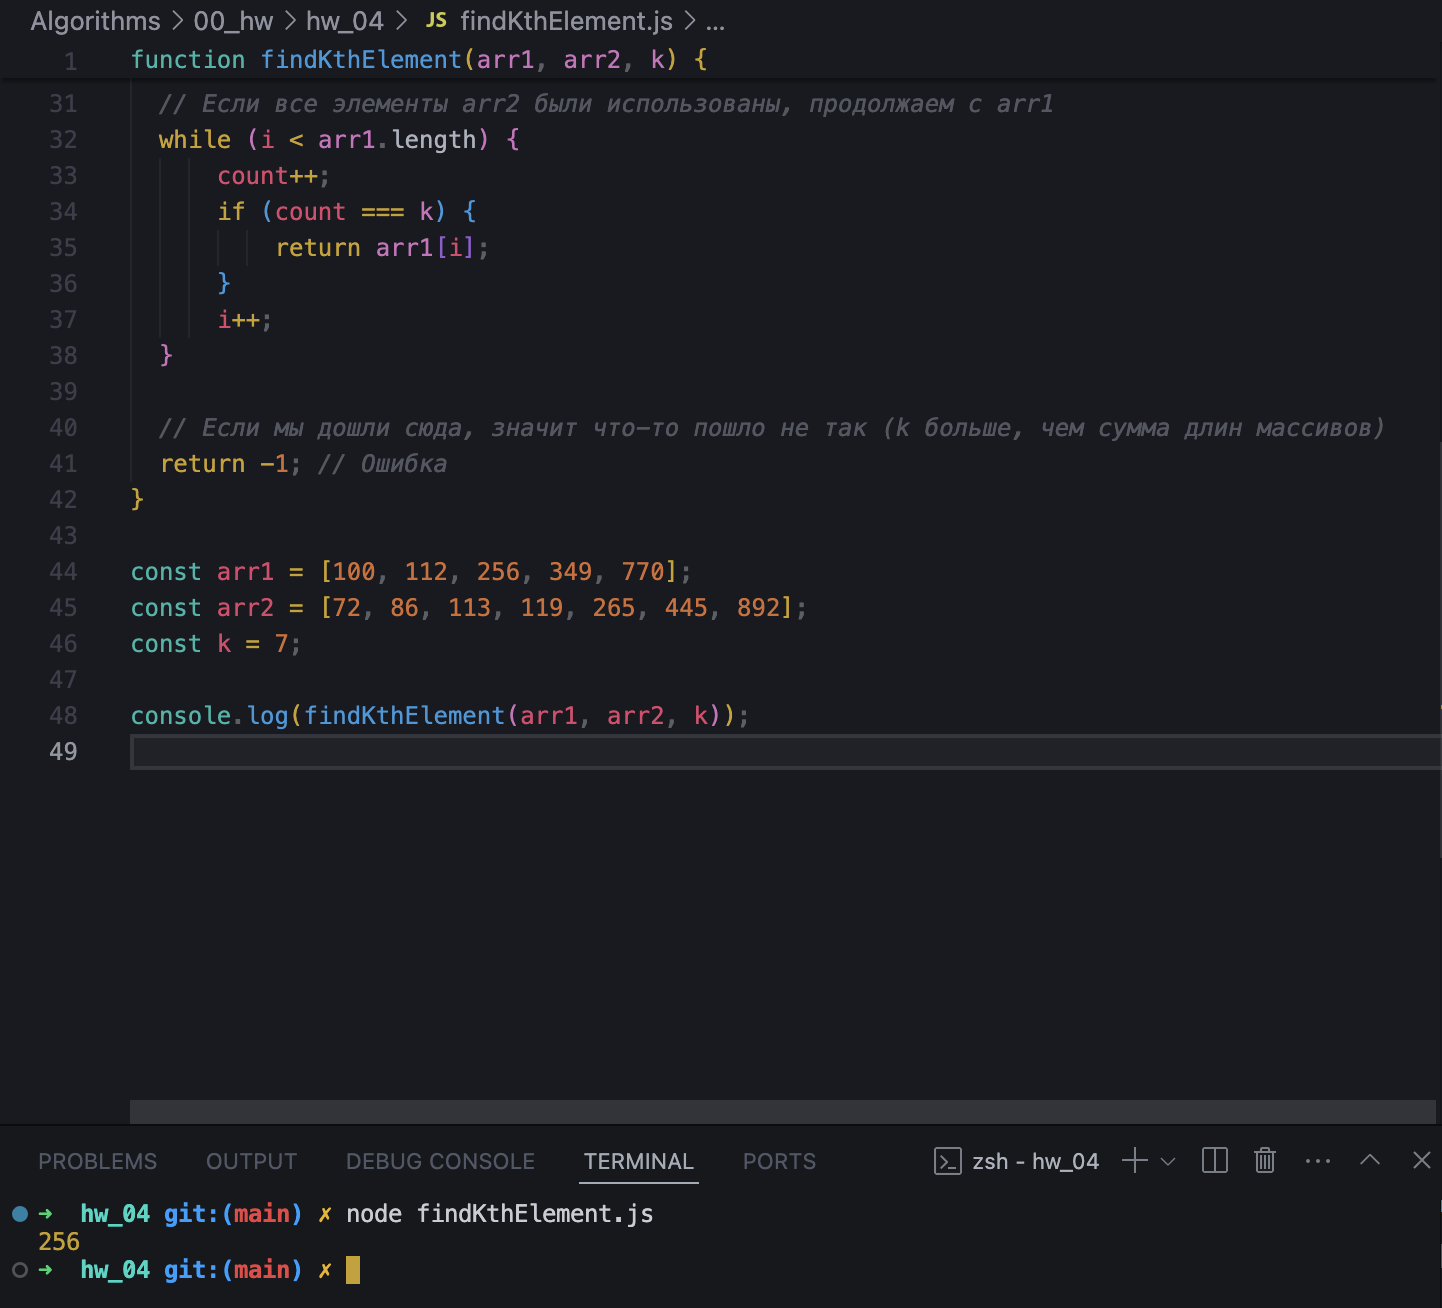 Algorithms > 00_hw > hw_04 > JS findKthElement.js > ...
1 function findKthElement(arr1, arr2, k) {
31 // Если все элементы arr2 были использованы, продолжаем с arr1
32 while (i < arr1.length) {
33 count++;
34 if (count === k) {
35 return arr1[i];
36 }
37 i++;
38 }
39
40 // Если мы дошли сюда, значит что-то пошло не так (k больше, чем сумма длин массивов)
41 return -1; // Ошибка
42 }
43
44 const arr1 = [100, 112, 256, 349, 770];
45 const arr2 = [72, 86, 113, 119, 265, 445, 892];
46 const k = 7;
47
48 console.log(findKthElement(arr1, arr2, k));
49
PROBLEMS OUTPUT DEBUG CONSOLE TERMINAL PORTS zsh - hw_04
➜ hw_04 git:(main) ✗ node findKthElement.js
256
➜ hw_04 git:(main) ✗